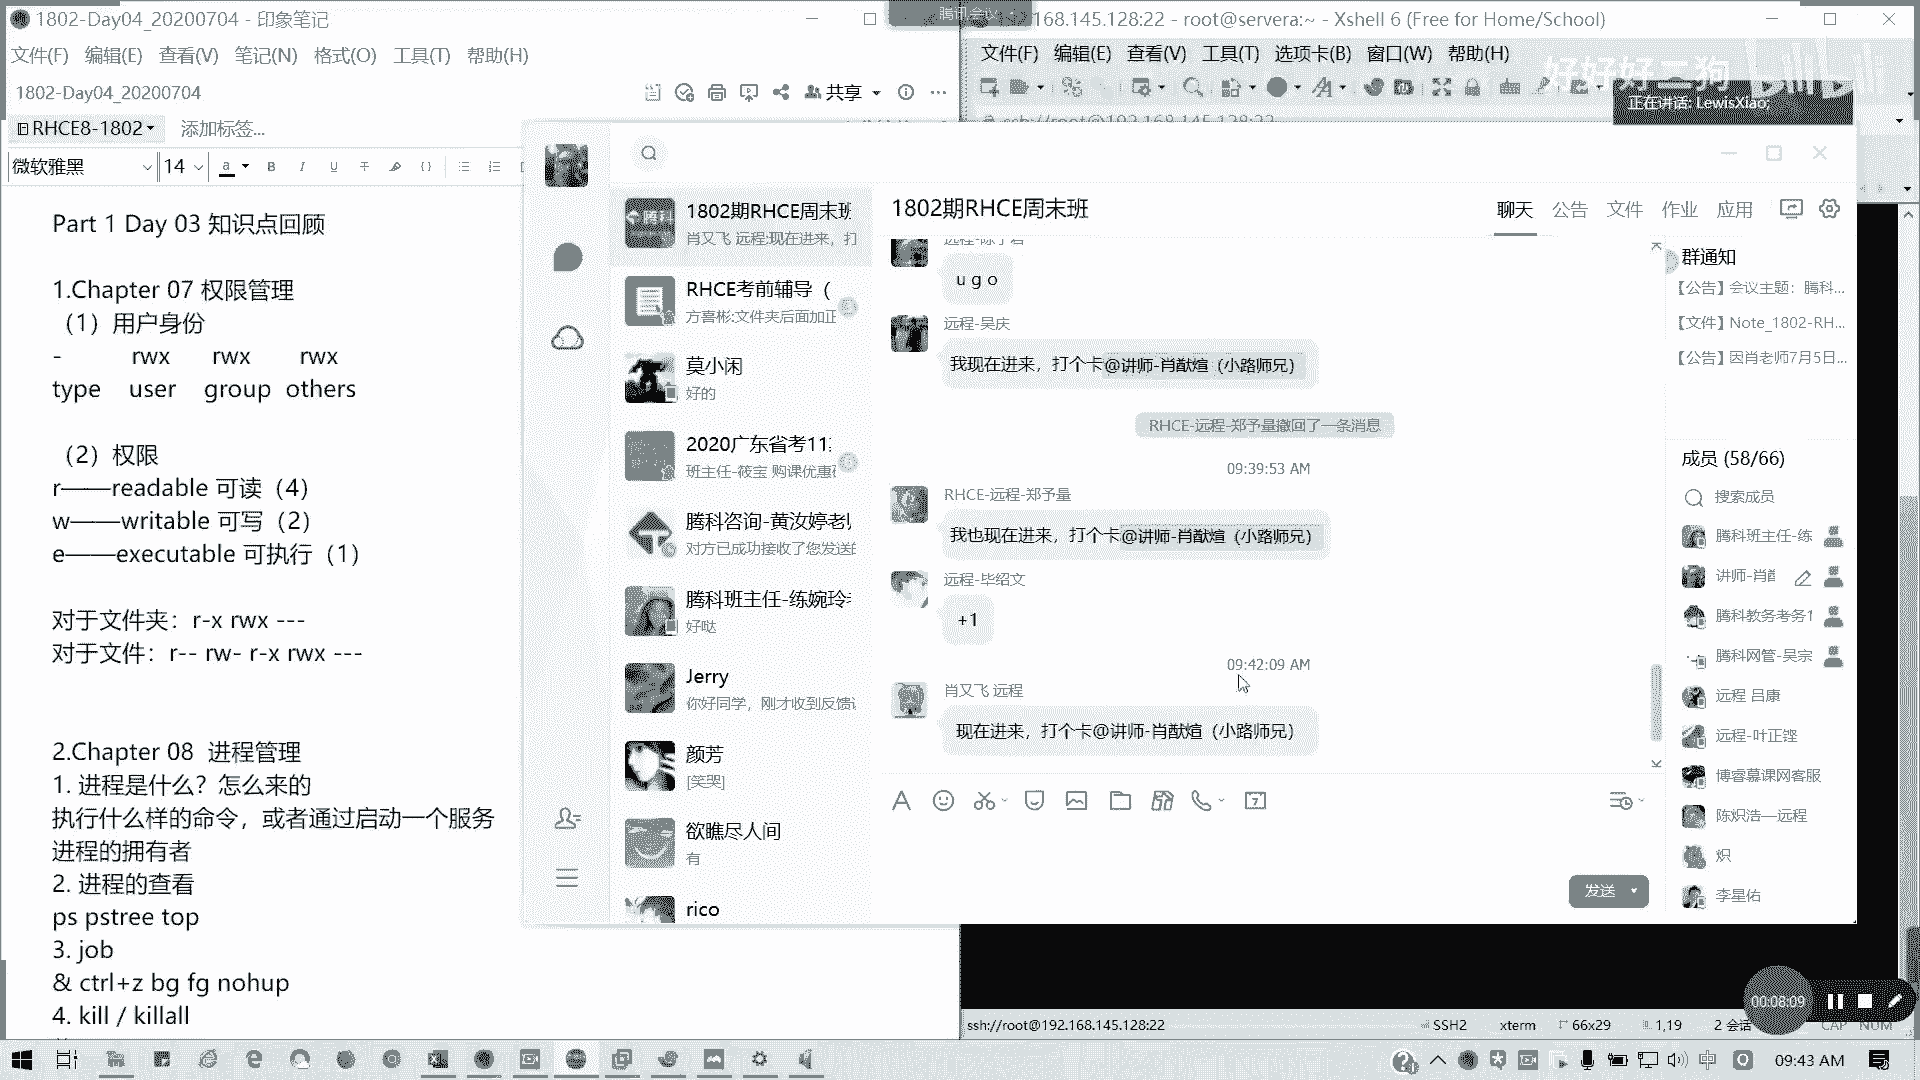 1802-Day04_20200704 - 印象笔记
文件(F) 编辑(E) 查看(V) 笔记(N) 格式(O) 工具(T) 帮助(H)
1802-Day04_20200704
共享
RHCE8-1802
添加标签...
微软雅黑
14
Part 1 Day 03 知识点回顾
1.Chapter 07 权限管理
（1）用户身份
- rwx rwx rwx
type user group others
（2）权限
r——readable 可读（4）
w——writable 可写（2）
e——executable 可执行（1）
对于文件夹：r-x rwx ---
对于文件：r-- rw- r-x rwx ---
2.Chapter 08 进程管理
1. 进程是什么？怎么来的
执行什么样的命令，或者通过启动一个服务
进程的拥有者
2. 进程的查看
ps pstree top
3. job
& ctrl+z bg fg nohup
4. kill / killall
腾讯会议
.168.145.128:22 - root@servera:~ - Xshell 6 (Free for Home/School)
文件(F) 编辑(E) 查看(V) 工具(T) 选项卡(B) 窗口(W) 帮助(H)
好好好二狗
bilibili
正在讲话: LewisXiao;
ssh://root@192.168.145.128:22
1802期RHCE周末班
肖又飞 远程:现在进来，打
RHCE考前辅导（
方喜彬:文件夹后面加正
莫小闲
好的
2020广东省考11
班主任-筱宝 购课优惠
腾科咨询-黄汝婷老
对方已成功接收了您发送的
腾科班主任-练婉玲
好哒
Jerry
你好同学，刚才收到反馈
颜芳
[笑哭]
欲瞧尽人间
有
rico
1802期RHCE周末班
聊天 公告 文件 作业 应用
u g o
远程-吴庆
我现在进来，打个卡@讲师-肖猷煊（小路师兄）
RHCE-远程-郑予量撤回了一条消息
09:39:53 AM
RHCE-远程-郑予量
我也现在进来，打个卡@讲师-肖猷煊（小路师兄）
远程-毕绍文
+1
09:42:09 AM
肖又飞 远程
现在进来，打个卡@讲师-肖猷煊（小路师兄）
发送
群通知
【公告】会议主题：腾科...
【文件】Note_1802-RH...
【公告】因肖老师7月5日...
成员 (58/66)
搜索成员
腾科班主任-练
讲师-肖猷
腾科教务考务1
腾科网管-吴宗
远程 吕康
远程-叶正铿
博睿慕课网客服
陈炽浩—远程
炽
李星佑
00:08:09
ssh://root@192.168.145.128:22
SSH2 xterm 66x29 1,19 2 会话 CAP NUM
中
09:43 AM